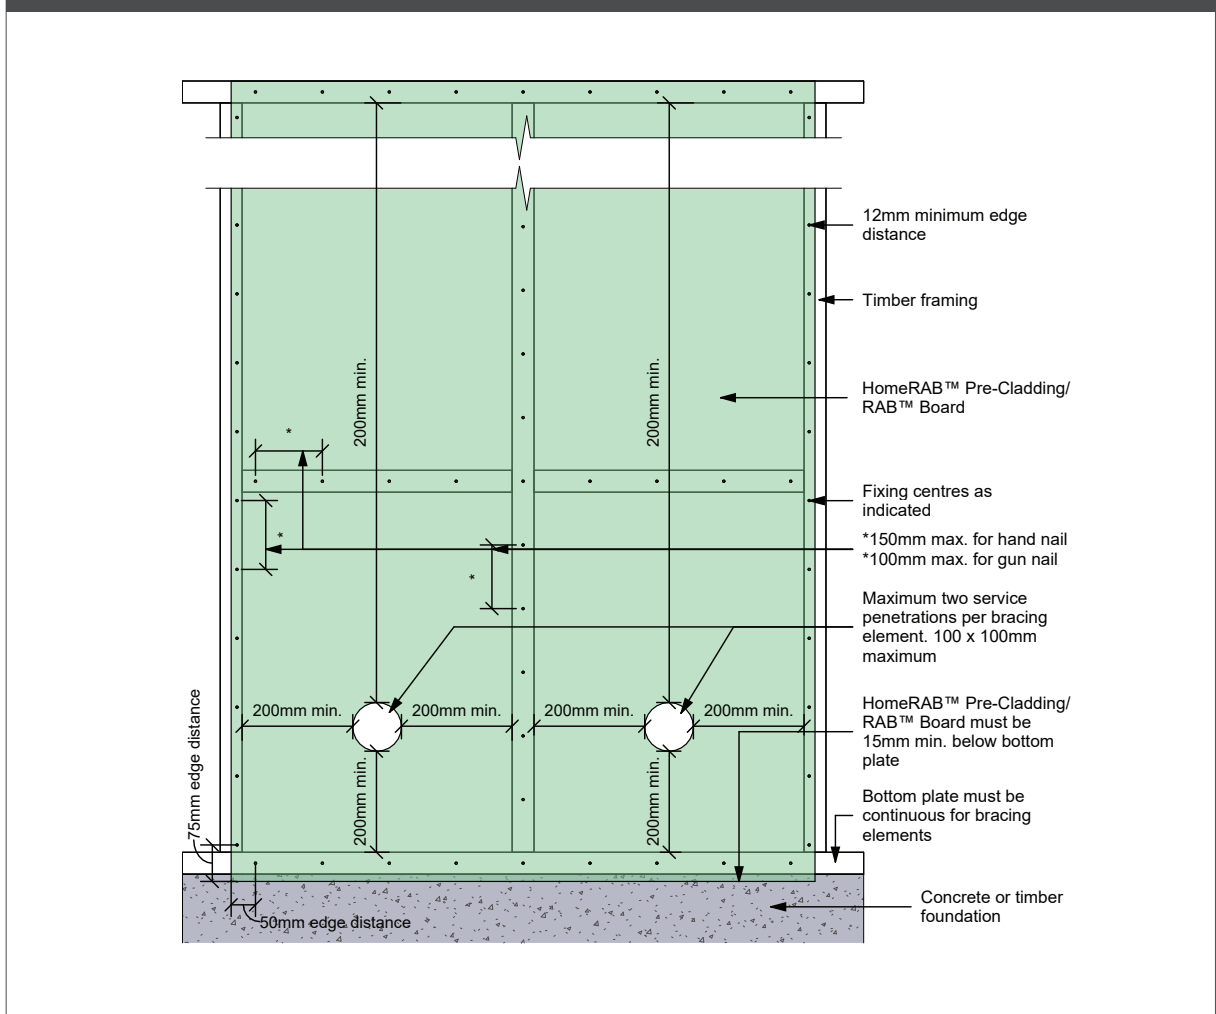 12mm minimum edge
distance
Timber framing
200mm min.
200mm min.
HomeRAB™ Pre-Cladding/
RAB™ Board
*
Fixing centres as
indicated
*
*150mm max. for hand nail
*100mm max. for gun nail
*
Maximum two service
penetrations per bracing
element. 100 x 100mm
maximum
200mm min.
200mm min.
200mm min.
200mm min.
HomeRAB™ Pre-Cladding/
RAB™ Board must be
15mm min. below bottom
plate
75mm edge distance
200mm min.
200mm min.
Bottom plate must be
continuous for bracing
elements
Concrete or timber
foundation
50mm edge distance